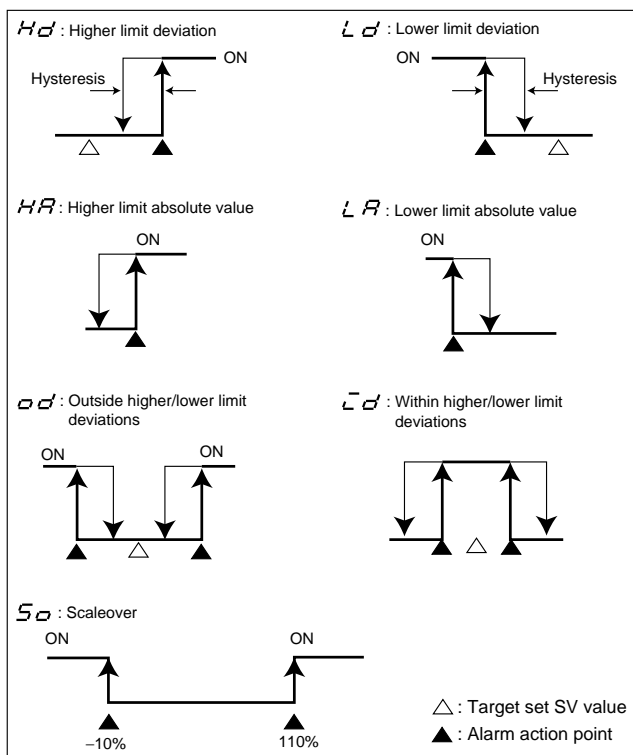 Hd : Higher limit deviation
Hysteresis
ON
Ld : Lower limit deviation
ON
Hysteresis
HA : Higher limit absolute value
ON
LA : Lower limit absolute value
ON
od : Outside higher/lower limit
deviations
ON
ON
id : Within higher/lower limit
deviations
So : Scaleover
ON
ON
–10%
110%
△ : Target set SV value
▲ : Alarm action point